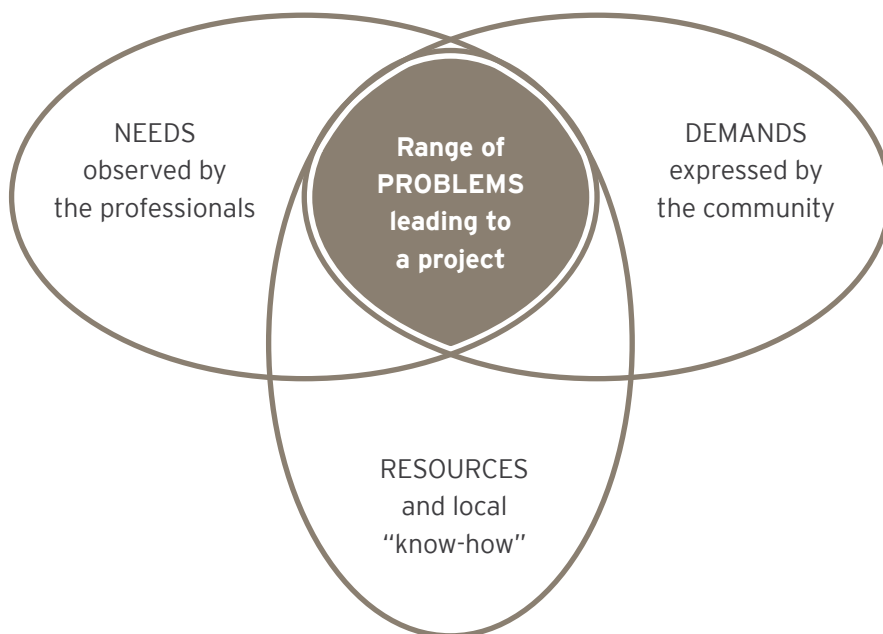 NEEDS
observed by
the professionals
Range of
PROBLEMS
leading to
a project
DEMANDS
expressed by
the community
RESOURCES
and local
“know-how”